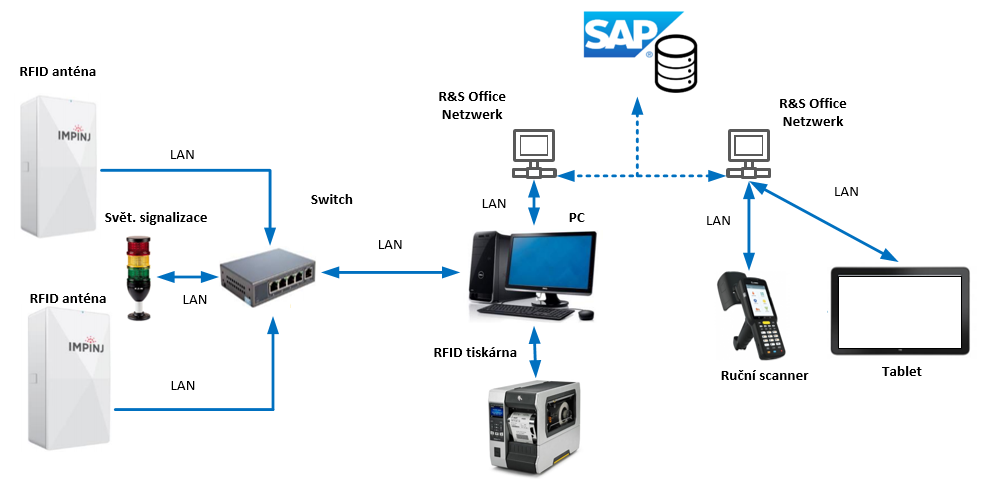 SAP
®
RFID anténa
IMPINJ
LAN
R&S Office
Netzwerk
R&S Office
Netzwerk
Svět. signalizace
Switch
LAN
PC
LAN
LAN
LAN
LAN
RFID anténa
IMPINJ
LAN
RFID tiskárna
Ruční scanner
Tablet